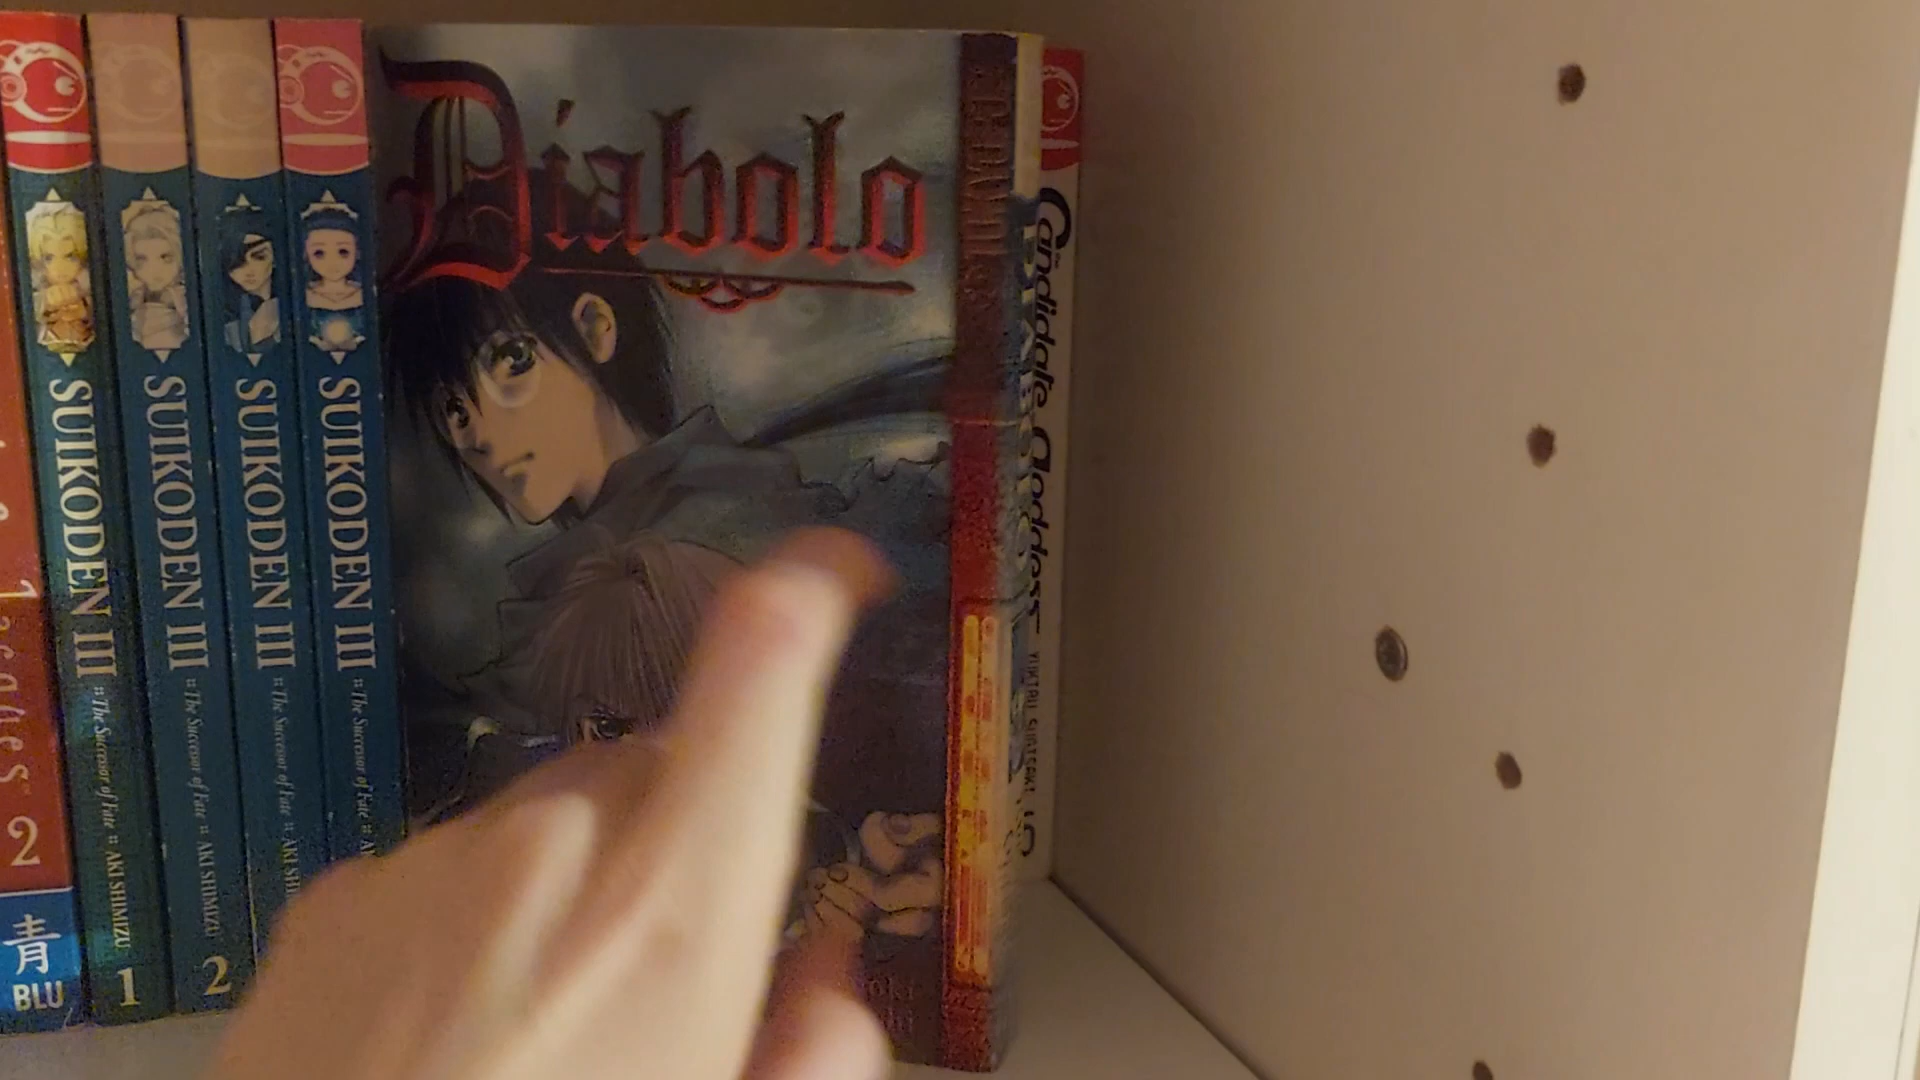 2
青
BLU
SUIKODEN III
The Successor of Fate
AKI SHIMIZU
1
SUIKODEN III
The Successor of Fate
AKI SHIMIZU
2
SUIKODEN III
The Successor of Fate
AKI SHI
SUIKODEN III
The Successor of Fate
Diabolo
Candidate
for
Goddess
YUKIRU SUGISAKI